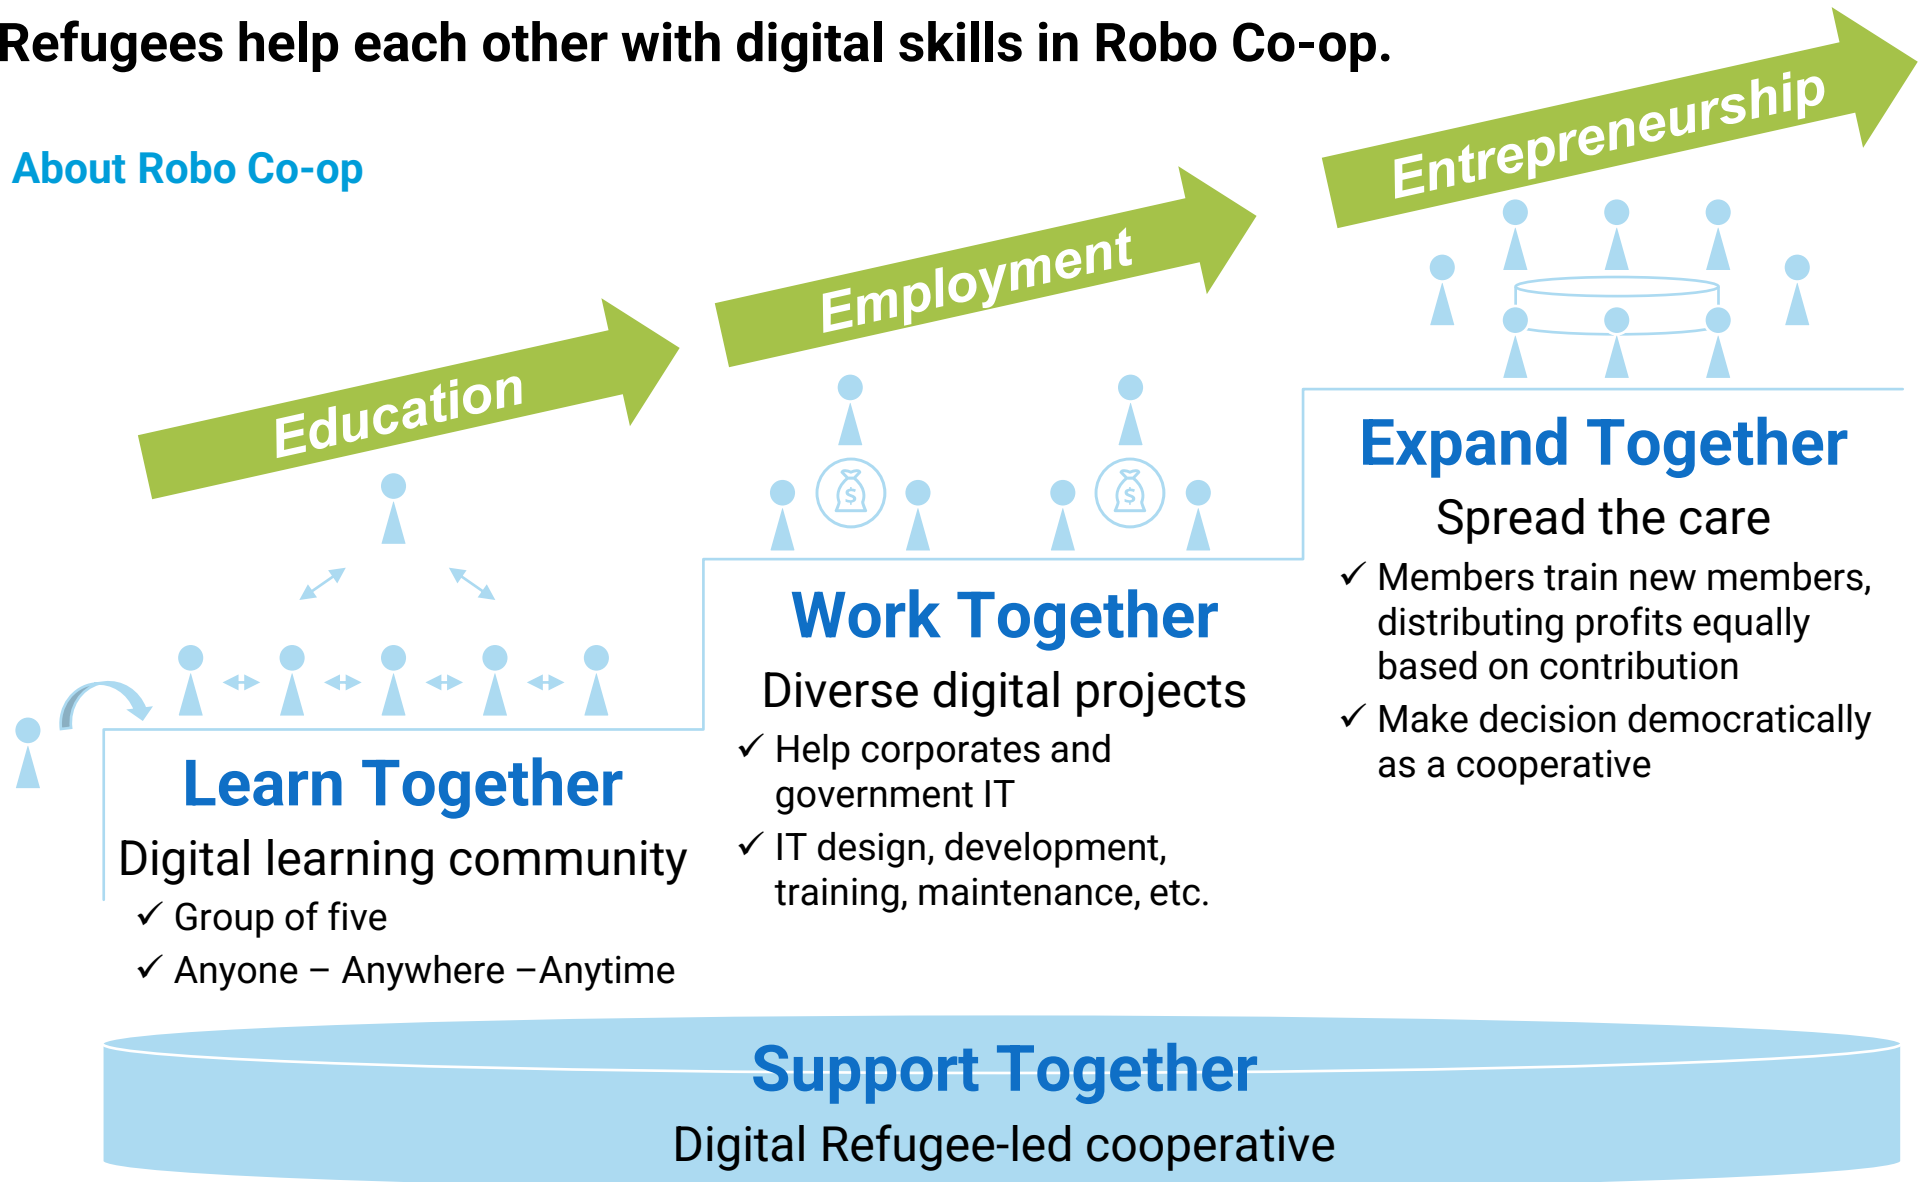 Refugees help each other with digital skills in Robo Co-op.
About Robo Co-op
Education
Employment
Entrepreneurship
Learn Together
Digital learning community
✓ Group of five
✓ Anyone – Anywhere –Anytime
$
$
Work Together
Diverse digital projects
✓ Help corporates and
government IT
✓ IT design, development,
training, maintenance, etc.
Expand Together
Spread the care
✓ Members train new members,
distributing profits equally
based on contribution
✓ Make decision democratically
as a cooperative
Support Together
Digital Refugee-led cooperative